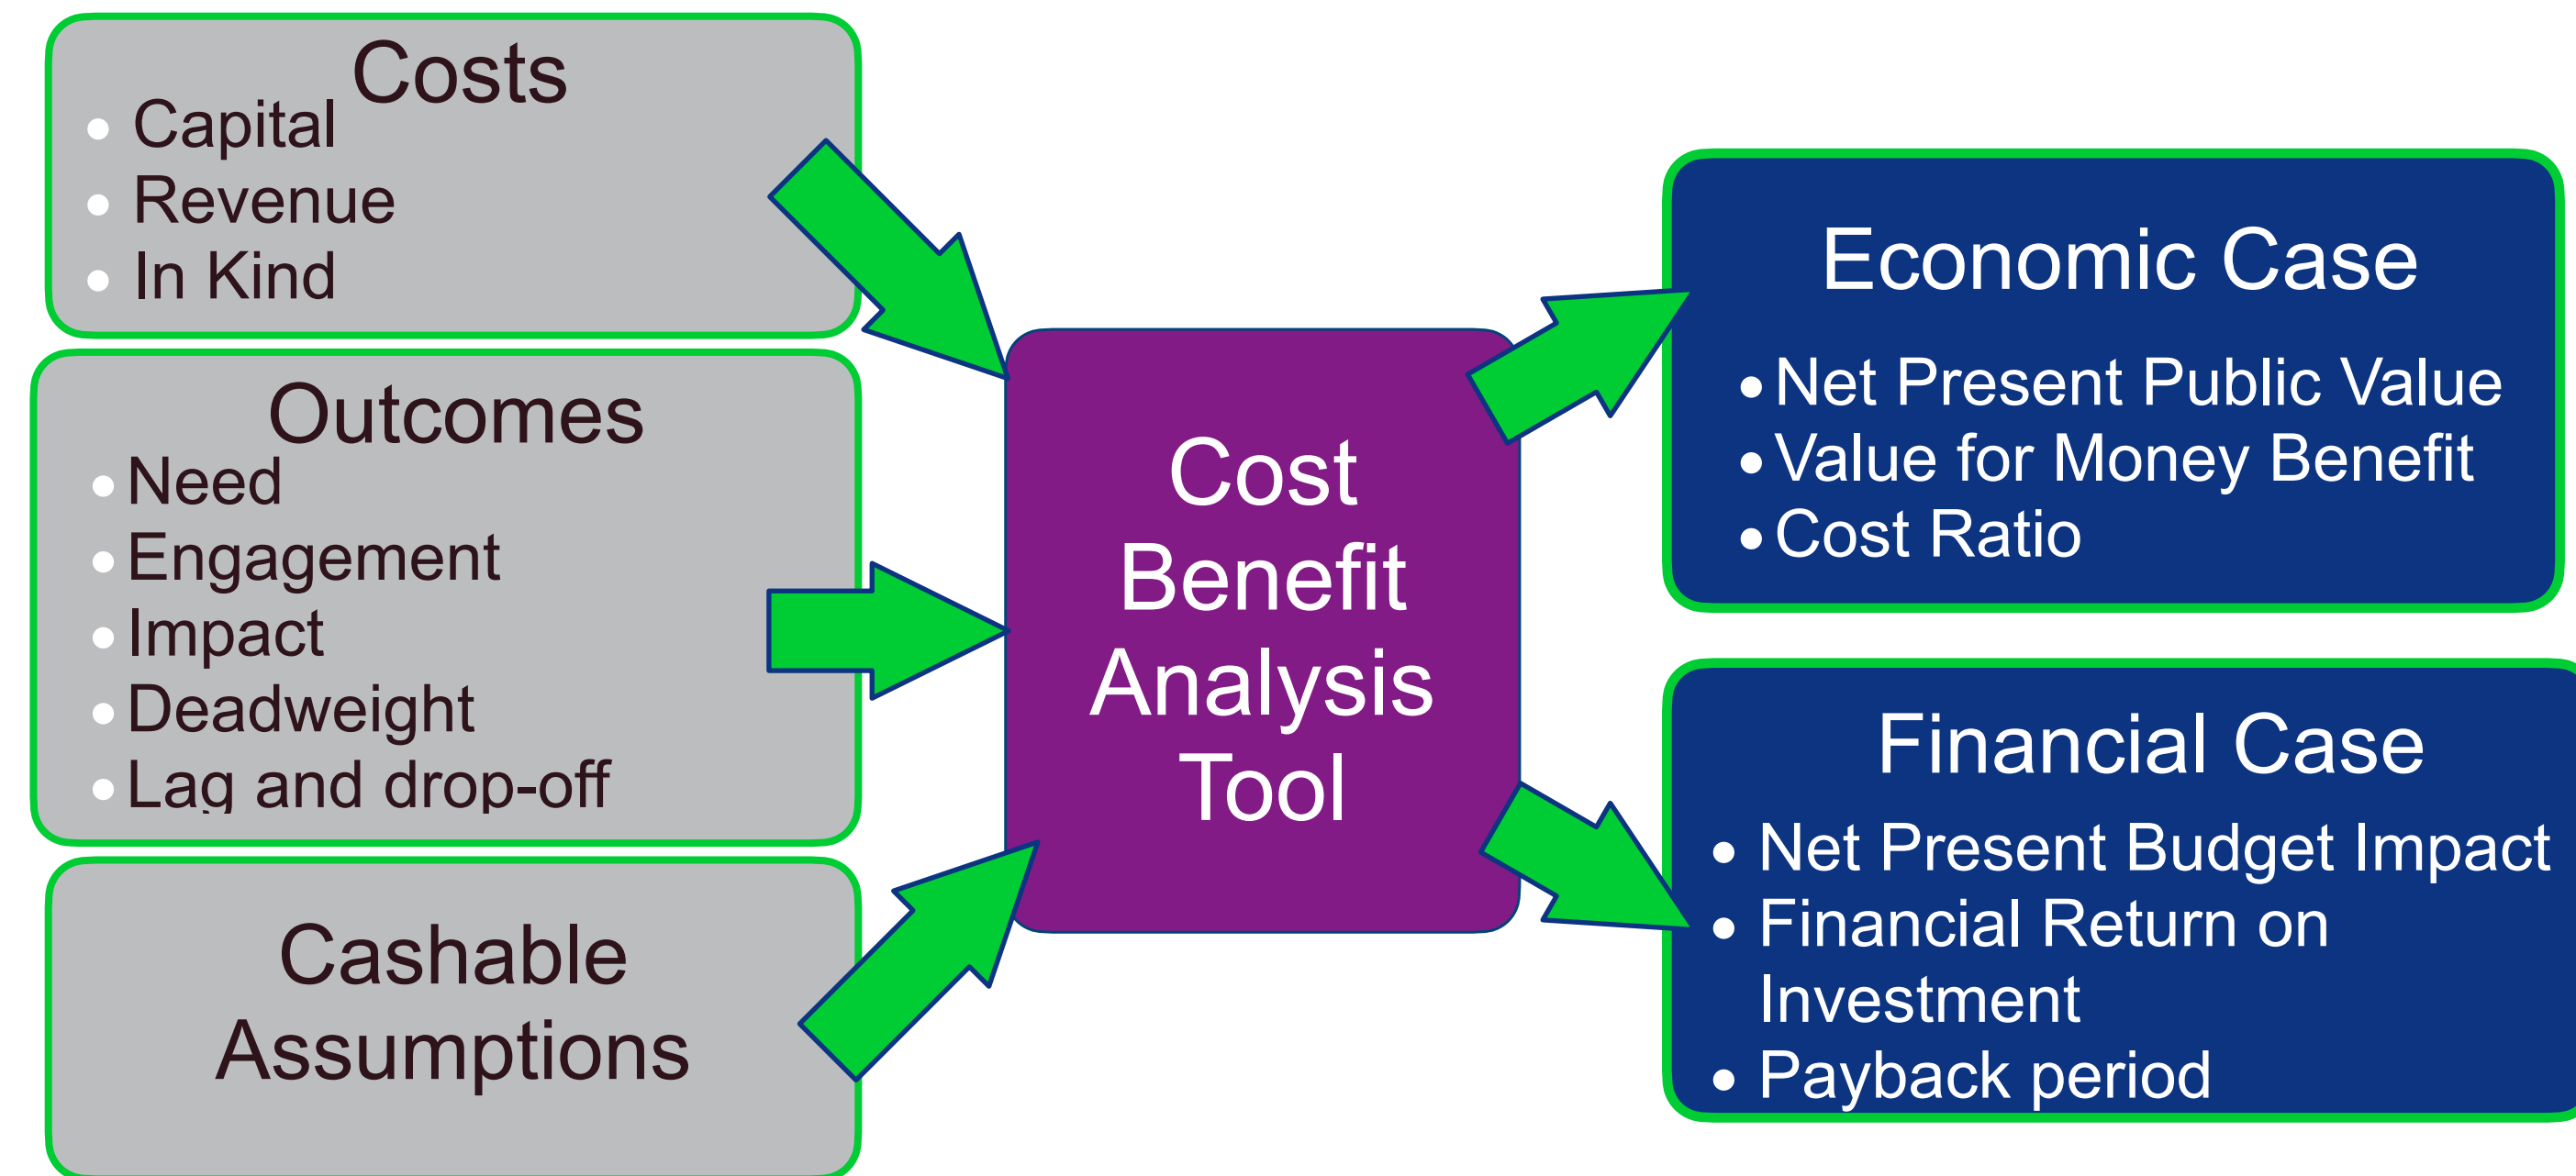 Costs
Capital
Revenue
In Kind
Outcomes
Need
Engagement
Impact
Deadweight
Lag and drop-off
Cashable
Assumptions
Cost
Benefit
Analysis
Tool
Economic Case
Net Present Public Value
Value for Money Benefit
Cost Ratio
Financial Case
Net Present Budget Impact
Financial Return on
Investment
Payback period